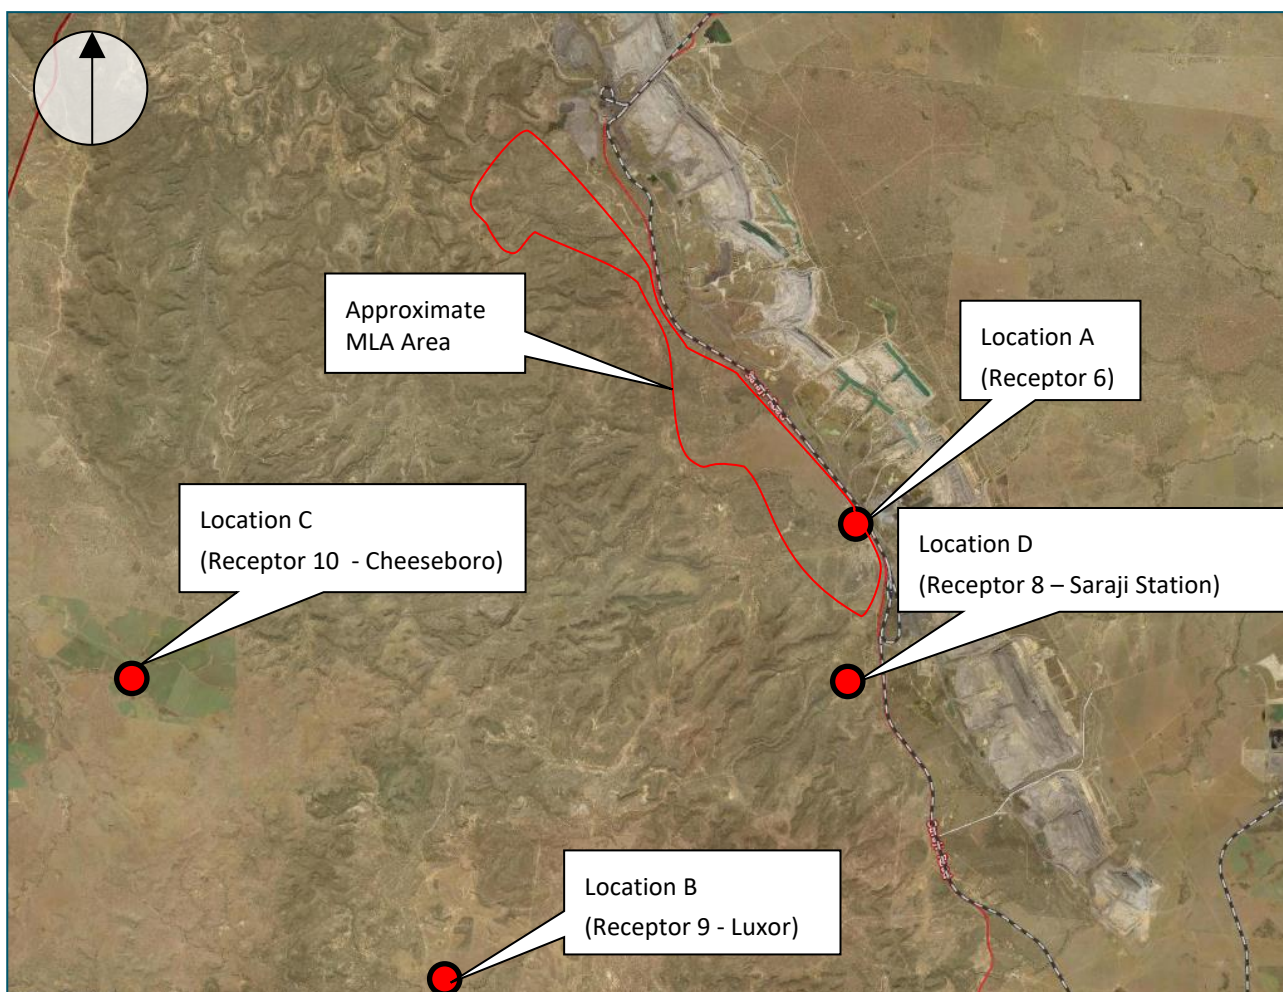 Approximate
MLA Area
Location A
(Receptor 6)
Location C
(Receptor 10  - Cheeseboro)
Location D
(Receptor 8 – Saraji Station)
Location B
(Receptor 9 - Luxor)